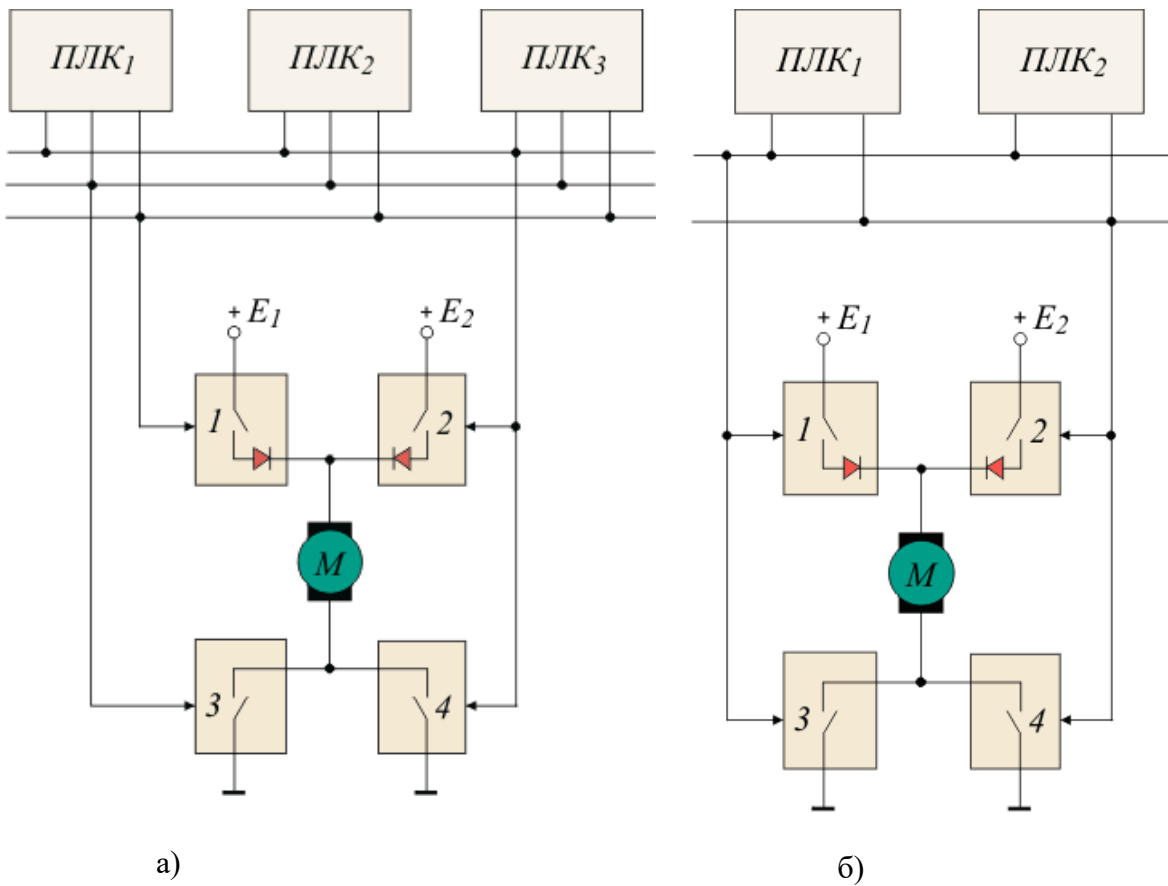 ПЛК1 ПЛК2 ПЛК3 ПЛК1 ПЛК2
+ E1 + E2 + E1 + E2
1 2 1 2
M M
3 4 3 4
а) б)